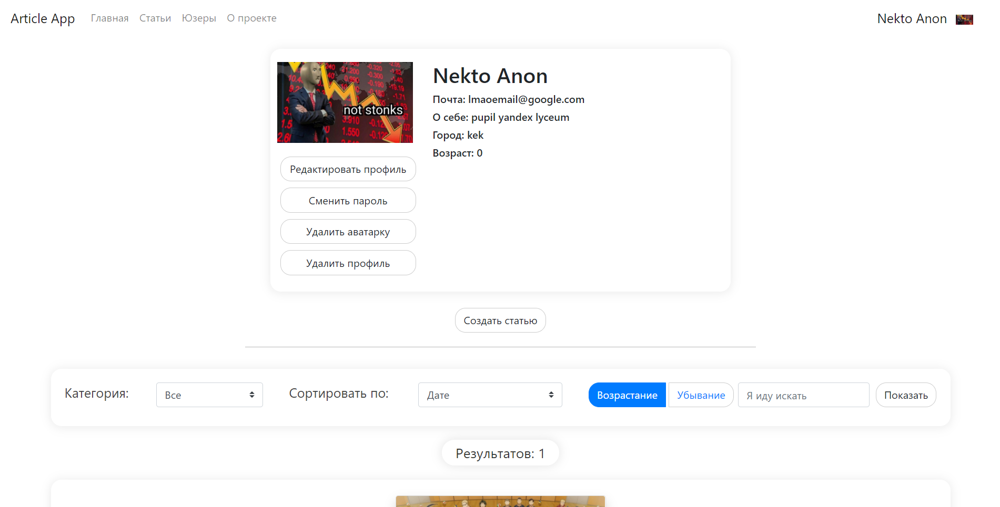 Article App Главная Статьи Юзеры О проекте Nekto Anon
not stonks
Nekto Anon
Почта: lmaoemail@google.com
О себе: pupil yandex lyceum
Город: kek
Возраст: 0
Редактировать профиль
Сменить пароль
Удалить аватарку
Удалить профиль
Создать статью
Категория: Все Сортировать по: Дате Возрастание Убывание Я иду искать Показать
Результатов: 1